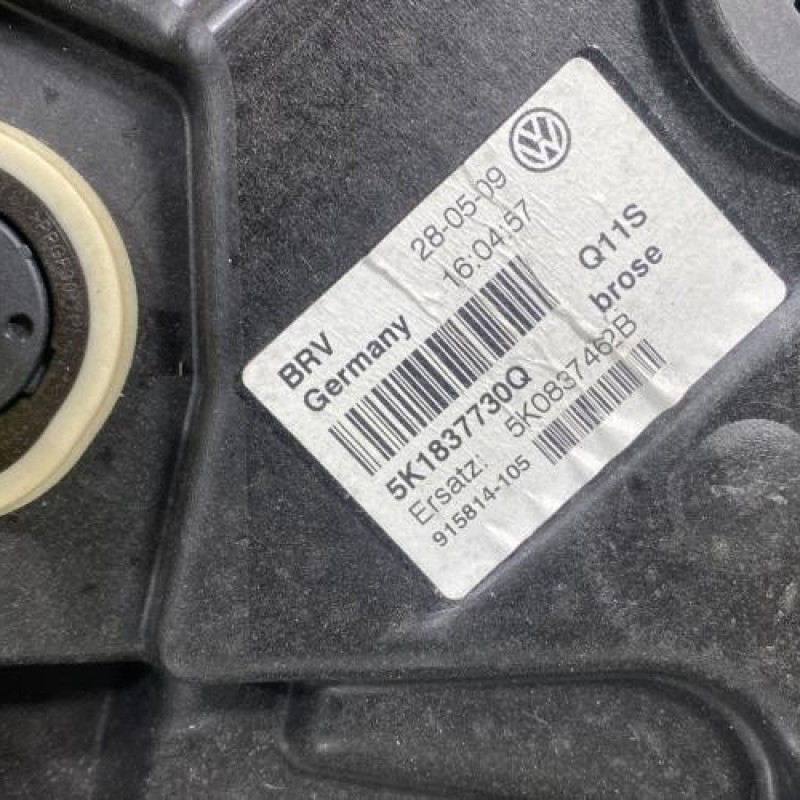 28-05-09
16:04:57
BRV
Germany
Q11S
brose
5K1837730Q
Ersatz: 5K0837462B
915814-105